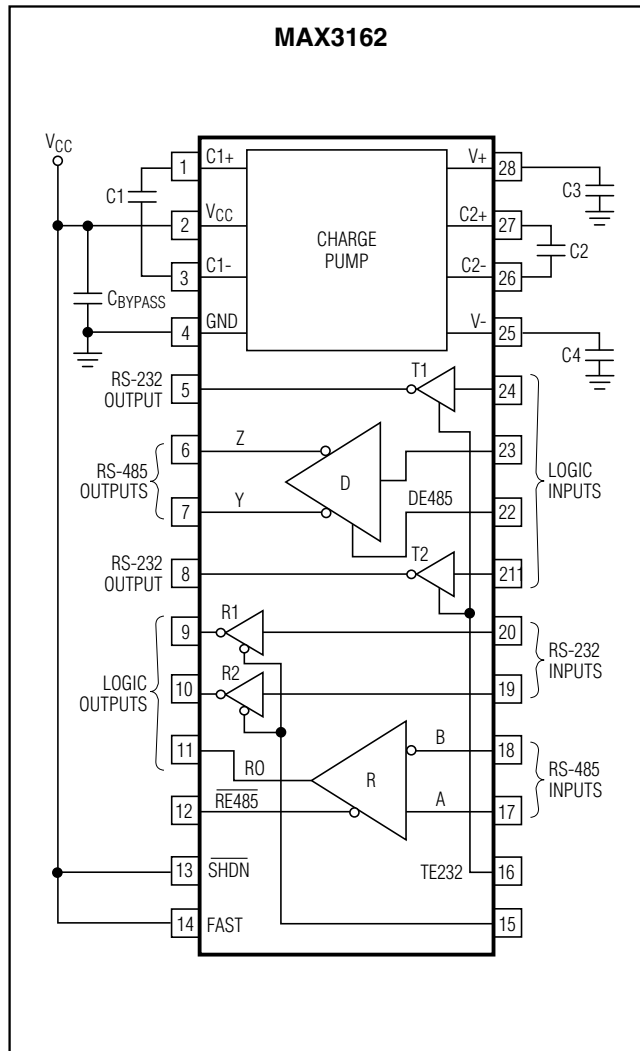 MAX3162
VCC
C1
CBYPASS
1
C1+
2
VCC
3
C1-
4
GND
CHARGE
PUMP
V+
28
C3
C2+
27
C2
C2-
26
V-
25
C4
RS-232
OUTPUT
5
T1
24
RS-485
OUTPUTS
6
Z
D
23
7
Y
DE485
22
LOGIC
INPUTS
RS-232
OUTPUT
8
T2
211
LOGIC
OUTPUTS
9
R1
20
10
R2
19
RS-232
INPUTS
11
RO
R
B
18
12
RE485
A
17
RS-485
INPUTS
13
SHDN
TE232
16
14
FAST
15